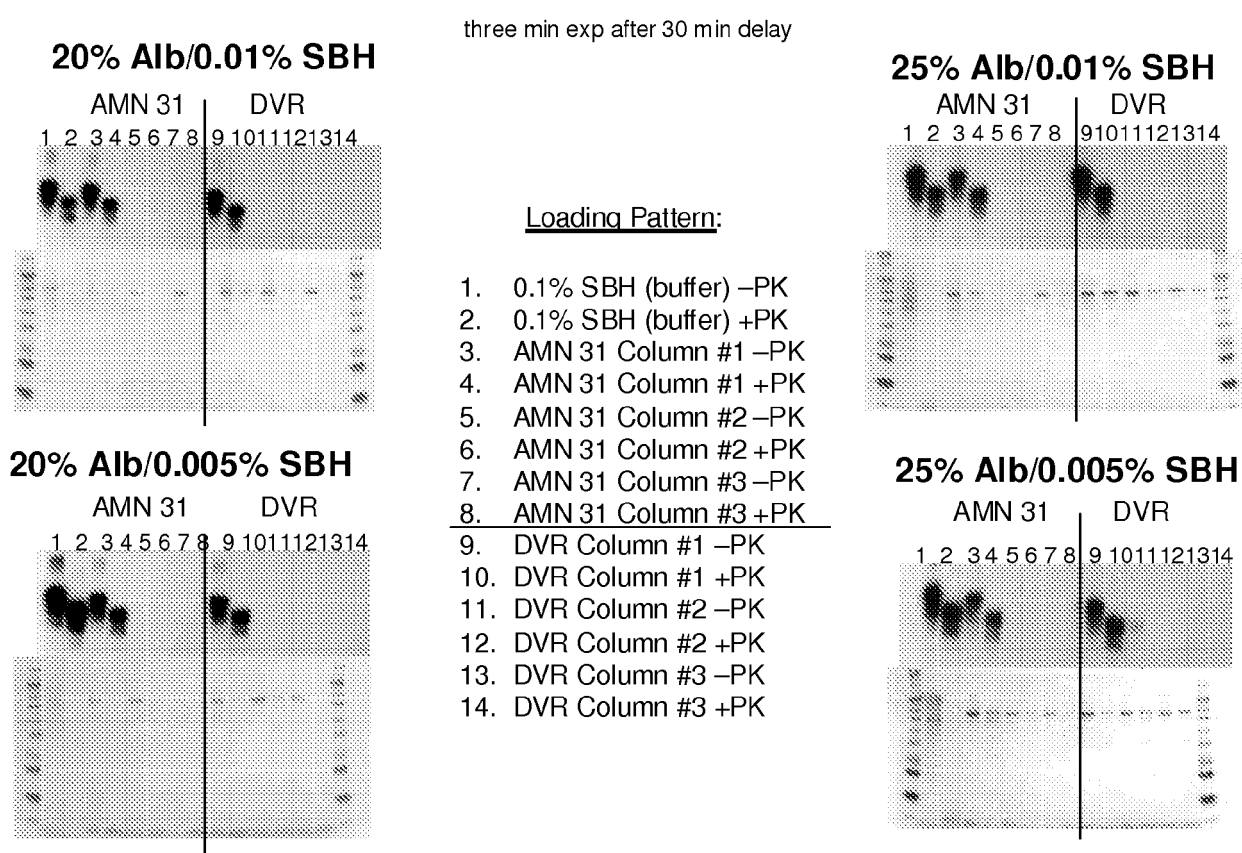 three min exp after 30 min delay
20% Alb/0.01% SBH
AMN 31 DVR
1 2 3 4 5 6 7 8 9 10 11 12 13 14
25% Alb/0.01% SBH
AMN 31 DVR
1 2 3 4 5 6 7 8 9 10 11 12 13 14
Loading Pattern:
1. 0.1% SBH (buffer) –PK
2. 0.1% SBH (buffer) +PK
3. AMN 31 Column #1 –PK
4. AMN 31 Column #1 +PK
5. AMN 31 Column #2 –PK
6. AMN 31 Column #2 +PK
7. AMN 31 Column #3 –PK
8. AMN 31 Column #3 +PK
9. DVR Column #1 –PK
10. DVR Column #1 +PK
11. DVR Column #2 –PK
12. DVR Column #2 +PK
13. DVR Column #3 –PK
14. DVR Column #3 +PK
20% Alb/0.005% SBH
AMN 31 DVR
1 2 3 4 5 6 7 8 9 10 11 12 13 14
25% Alb/0.005% SBH
AMN 31 DVR
1 2 3 4 5 6 7 8 9 10 11 12 13 14